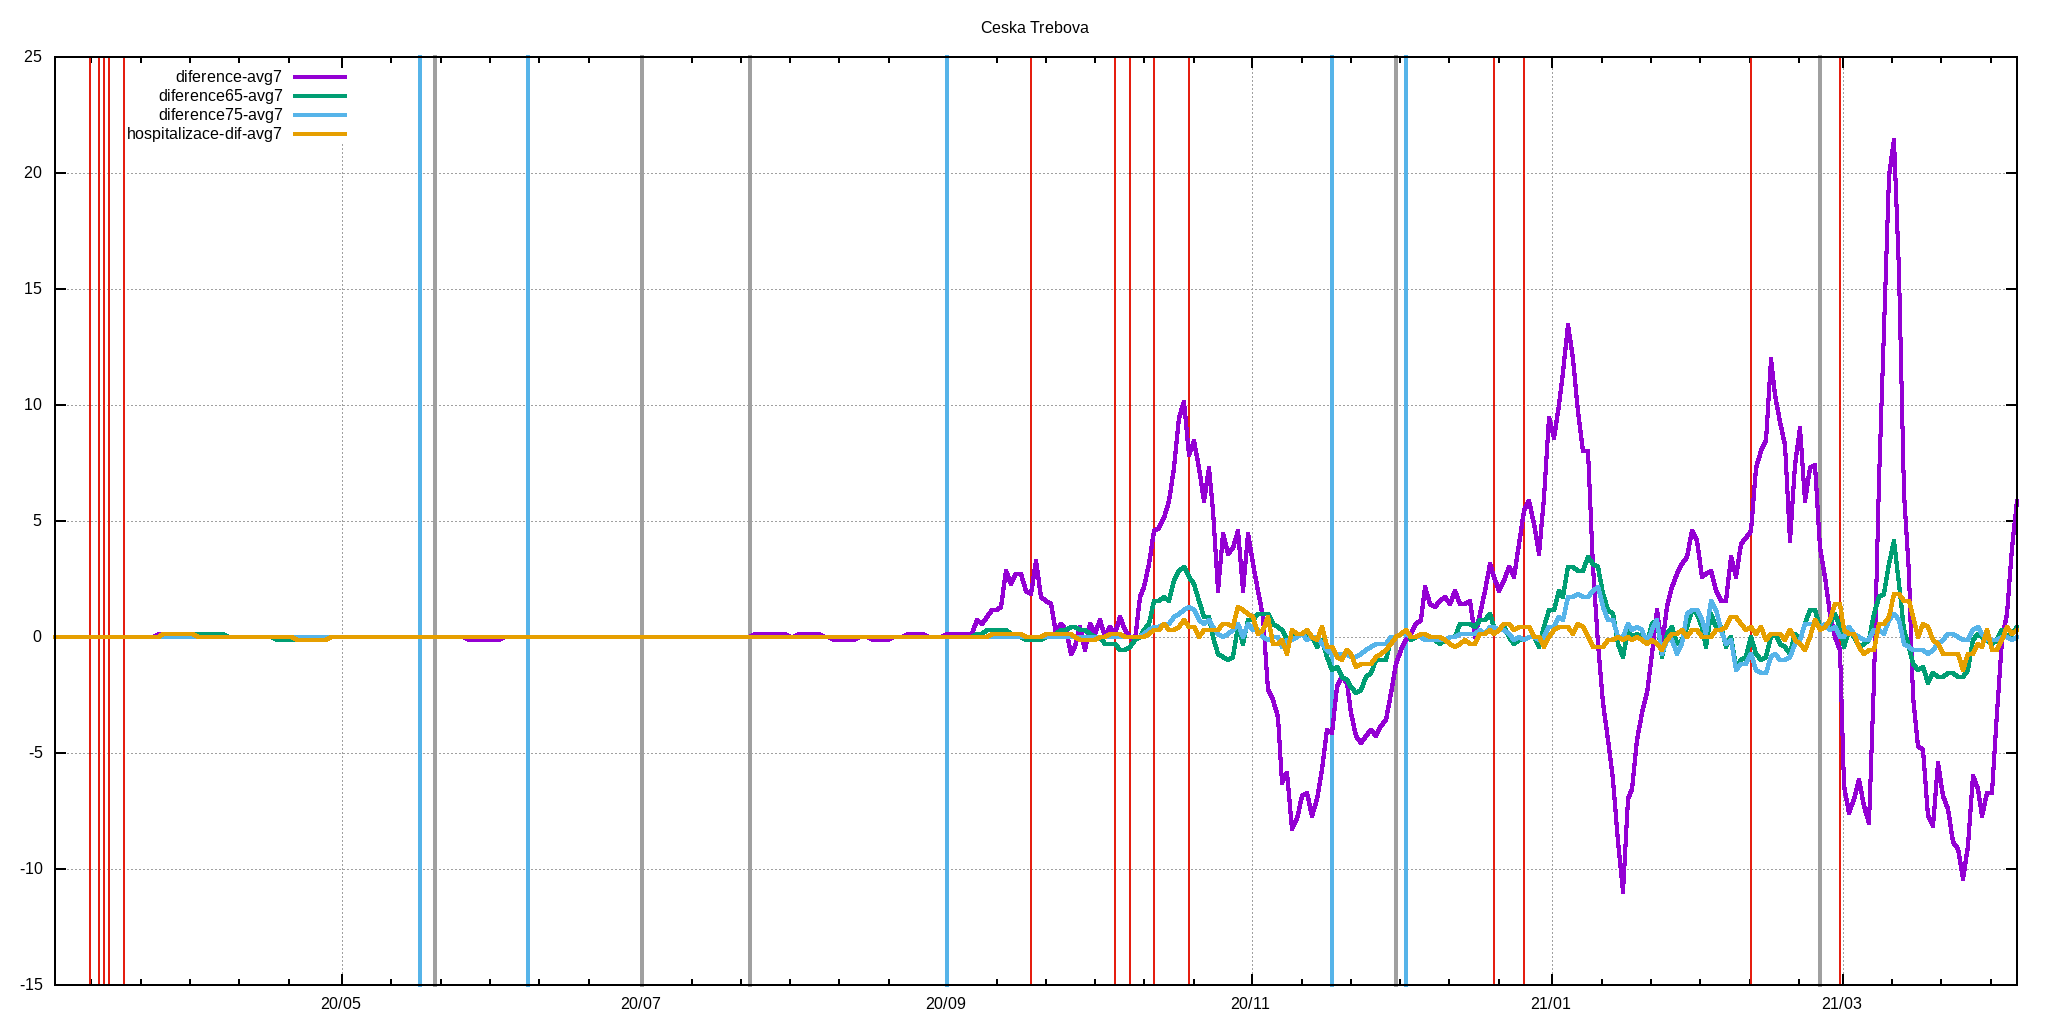 Ceska Trebova
25
20
15
10
5
0
-5
-10
-15
diference-avg7
diference65-avg7
diference75-avg7
hospitalizace-dif-avg7
20/05 20/07 20/09 20/11 21/01 21/03